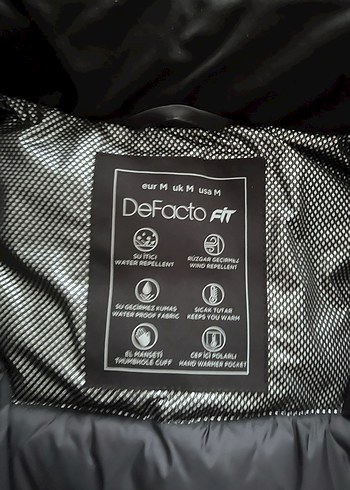 eur M uk M usa M
DeFacto FIT
SU İTİCİ
WATER REPELLENT
RÜZGAR GEÇİRMEZ
WIND REPELLENT
SU GEÇİRMEZ KUMAŞ
WATER PROOF FABRIC
SICAK TUTAR
KEEPS YOU WARM
EL MANŞETİ
THUMBHOLE CUFF
CEP İÇİ POLARLI
HAND WARMER POCKET